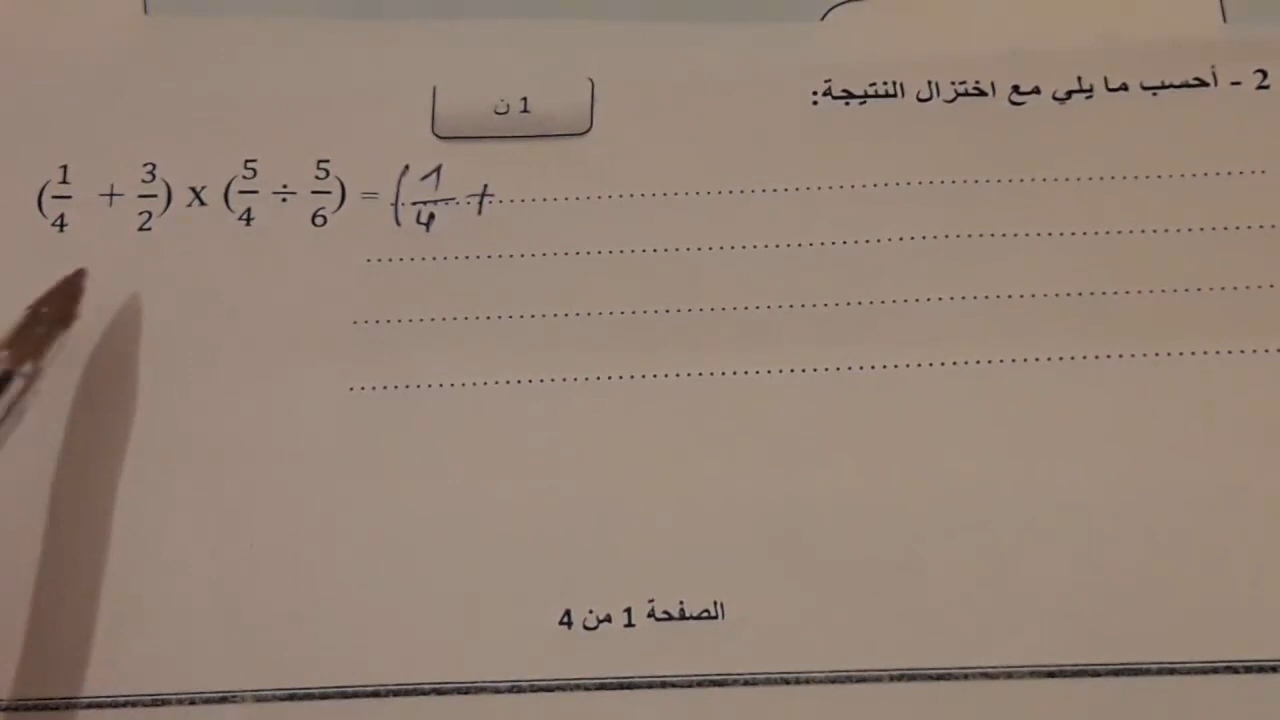 2 - أحسب ما يلي مع اختزال النتيجة:
1 ن
(1/4 + 3/2) x (5/4 ÷ 5/6) = (1/4 +
الصفحة 1 من 4